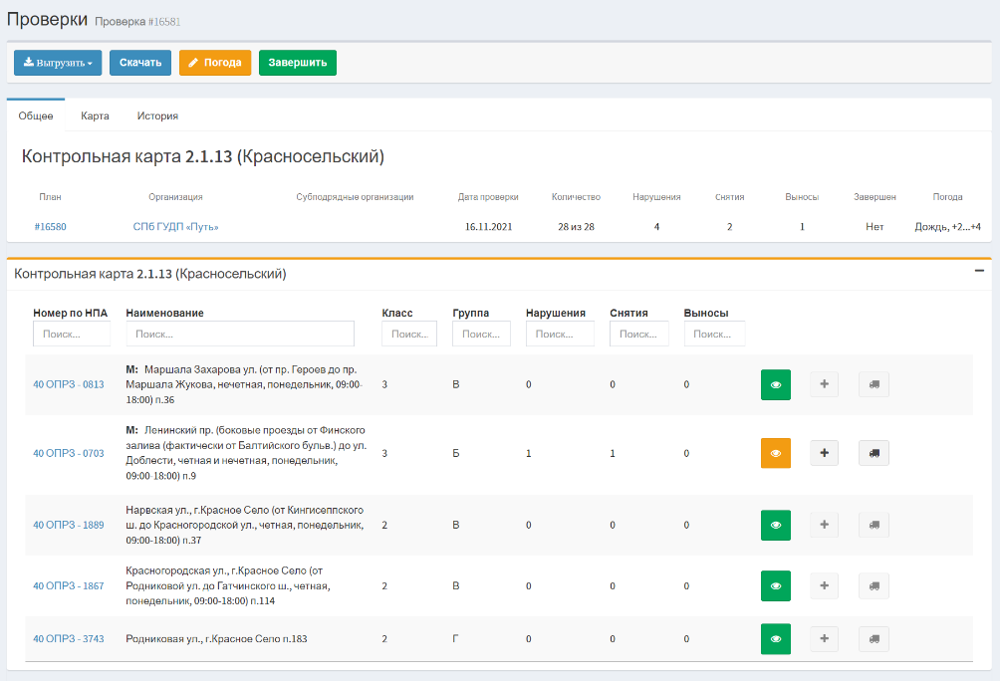 Проверки Проверка #16581
Выгрузить Скачать Погода Завершить
Общее Карта История
Контрольная карта 2.1.13 (Красносельский)
План Организация Субподрядные организации Дата проверки Количество Нарушения Снятия Выносы Завершен Погода
#16580 СПб ГУДП «Путь» 16.11.2021 28 из 28 4 2 1 Нет Дождь, +2...+4
Контрольная карта 2.1.13 (Красносельский)
Номер по НПА Наименование Класс Группа Нарушения Снятия Выносы
Поиск... Поиск... Поиск... Поиск... Поиск... Поиск... Поиск...
М: Маршала Захарова ул. (от пр. Героев до пр.
40 ОПРЗ - 0813 Маршала Жукова, нечетная, понедельник, 09:00- 3 В 0 0 0
18:00) п.36
М: Ленинский пр. (боковые проезды от Финского
залива (фактически от Балтийского бульв.) до ул.
40 ОПРЗ - 0703 3 Б 1 1 0
Доблести, четная и нечетная, понедельник,
09:00-18:00) п.9
Нарвская ул., г.Красное Село (от Кингисеппского
40 ОПРЗ - 1889 ш. до Красногородской ул., четная, понедельник, 2 В 0 0 0
09:00-18:00) п.37
Красногородская ул., г.Красное Село (от
40 ОПРЗ - 1867 Родниковой ул. до Гатчинского ш., четная, 2 В 0 0 0
понедельник, 09:00-18:00) п.114
40 ОПРЗ - 3743 Родниковая ул., г.Красное Село п.183 2 Г 0 0 0